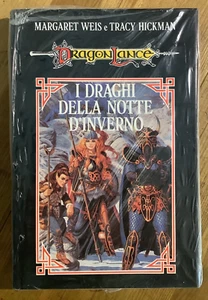 MARGARET WEIS e TRACY HICKMAN
DRAGONLANCE
I DRAGHI
DELLA NOTTE
D'INVERNO